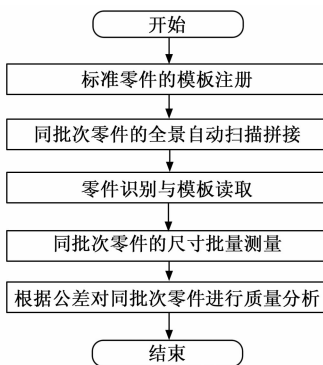 开始
标准零件的模板注册
同批次零件的全景自动扫描拼接
零件识别与模板读取
同批次零件的尺寸批量测量
根据公差对同批次零件进行质量分析
结束